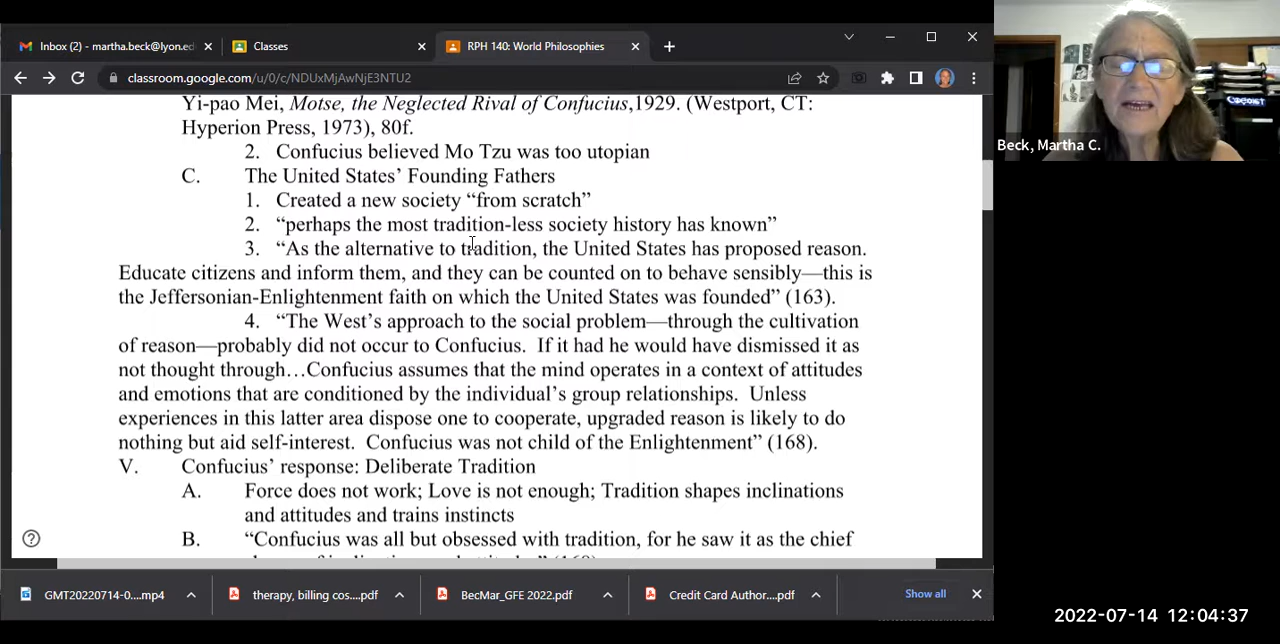 Inbox (2) - martha.beck@lyon.ed
Classes
RPH 140: World Philosophies
classroom.google.com/u/0/c/NDUxMjAwNjE3NTU2
Yi-pao Mei, Motse, the Neglected Rival of Confucius,1929. (Westport, CT:
Hyperion Press, 1973), 80f.
2. Confucius believed Mo Tzu was too utopian
C. The United States’ Founding Fathers
1. Created a new society “from scratch”
2. “perhaps the most tradition-less society history has known”
3. “As the alternative to tradition, the United States has proposed reason.
Educate citizens and inform them, and they can be counted on to behave sensibly—this is
the Jeffersonian-Enlightenment faith on which the United States was founded” (163).
4. “The West’s approach to the social problem—through the cultivation
of reason—probably did not occur to Confucius. If it had he would have dismissed it as
not thought through…Confucius assumes that the mind operates in a context of attitudes
and emotions that are conditioned by the individual’s group relationships. Unless
experiences in this latter area dispose one to cooperate, upgraded reason is likely to do
nothing but aid self-interest. Confucius was not child of the Enlightenment” (168).
V. Confucius’ response: Deliberate Tradition
A. Force does not work; Love is not enough; Tradition shapes inclinations
and attitudes and trains instincts
B. “Confucius was all but obsessed with tradition, for he saw it as the chief
GMT20220714-0....mp4
therapy, billing cos....pdf
BecMar_GFE 2022.pdf
Credit Card Author....pdf
Show all
Beck, Martha C.
2022-07-14 12:04:37